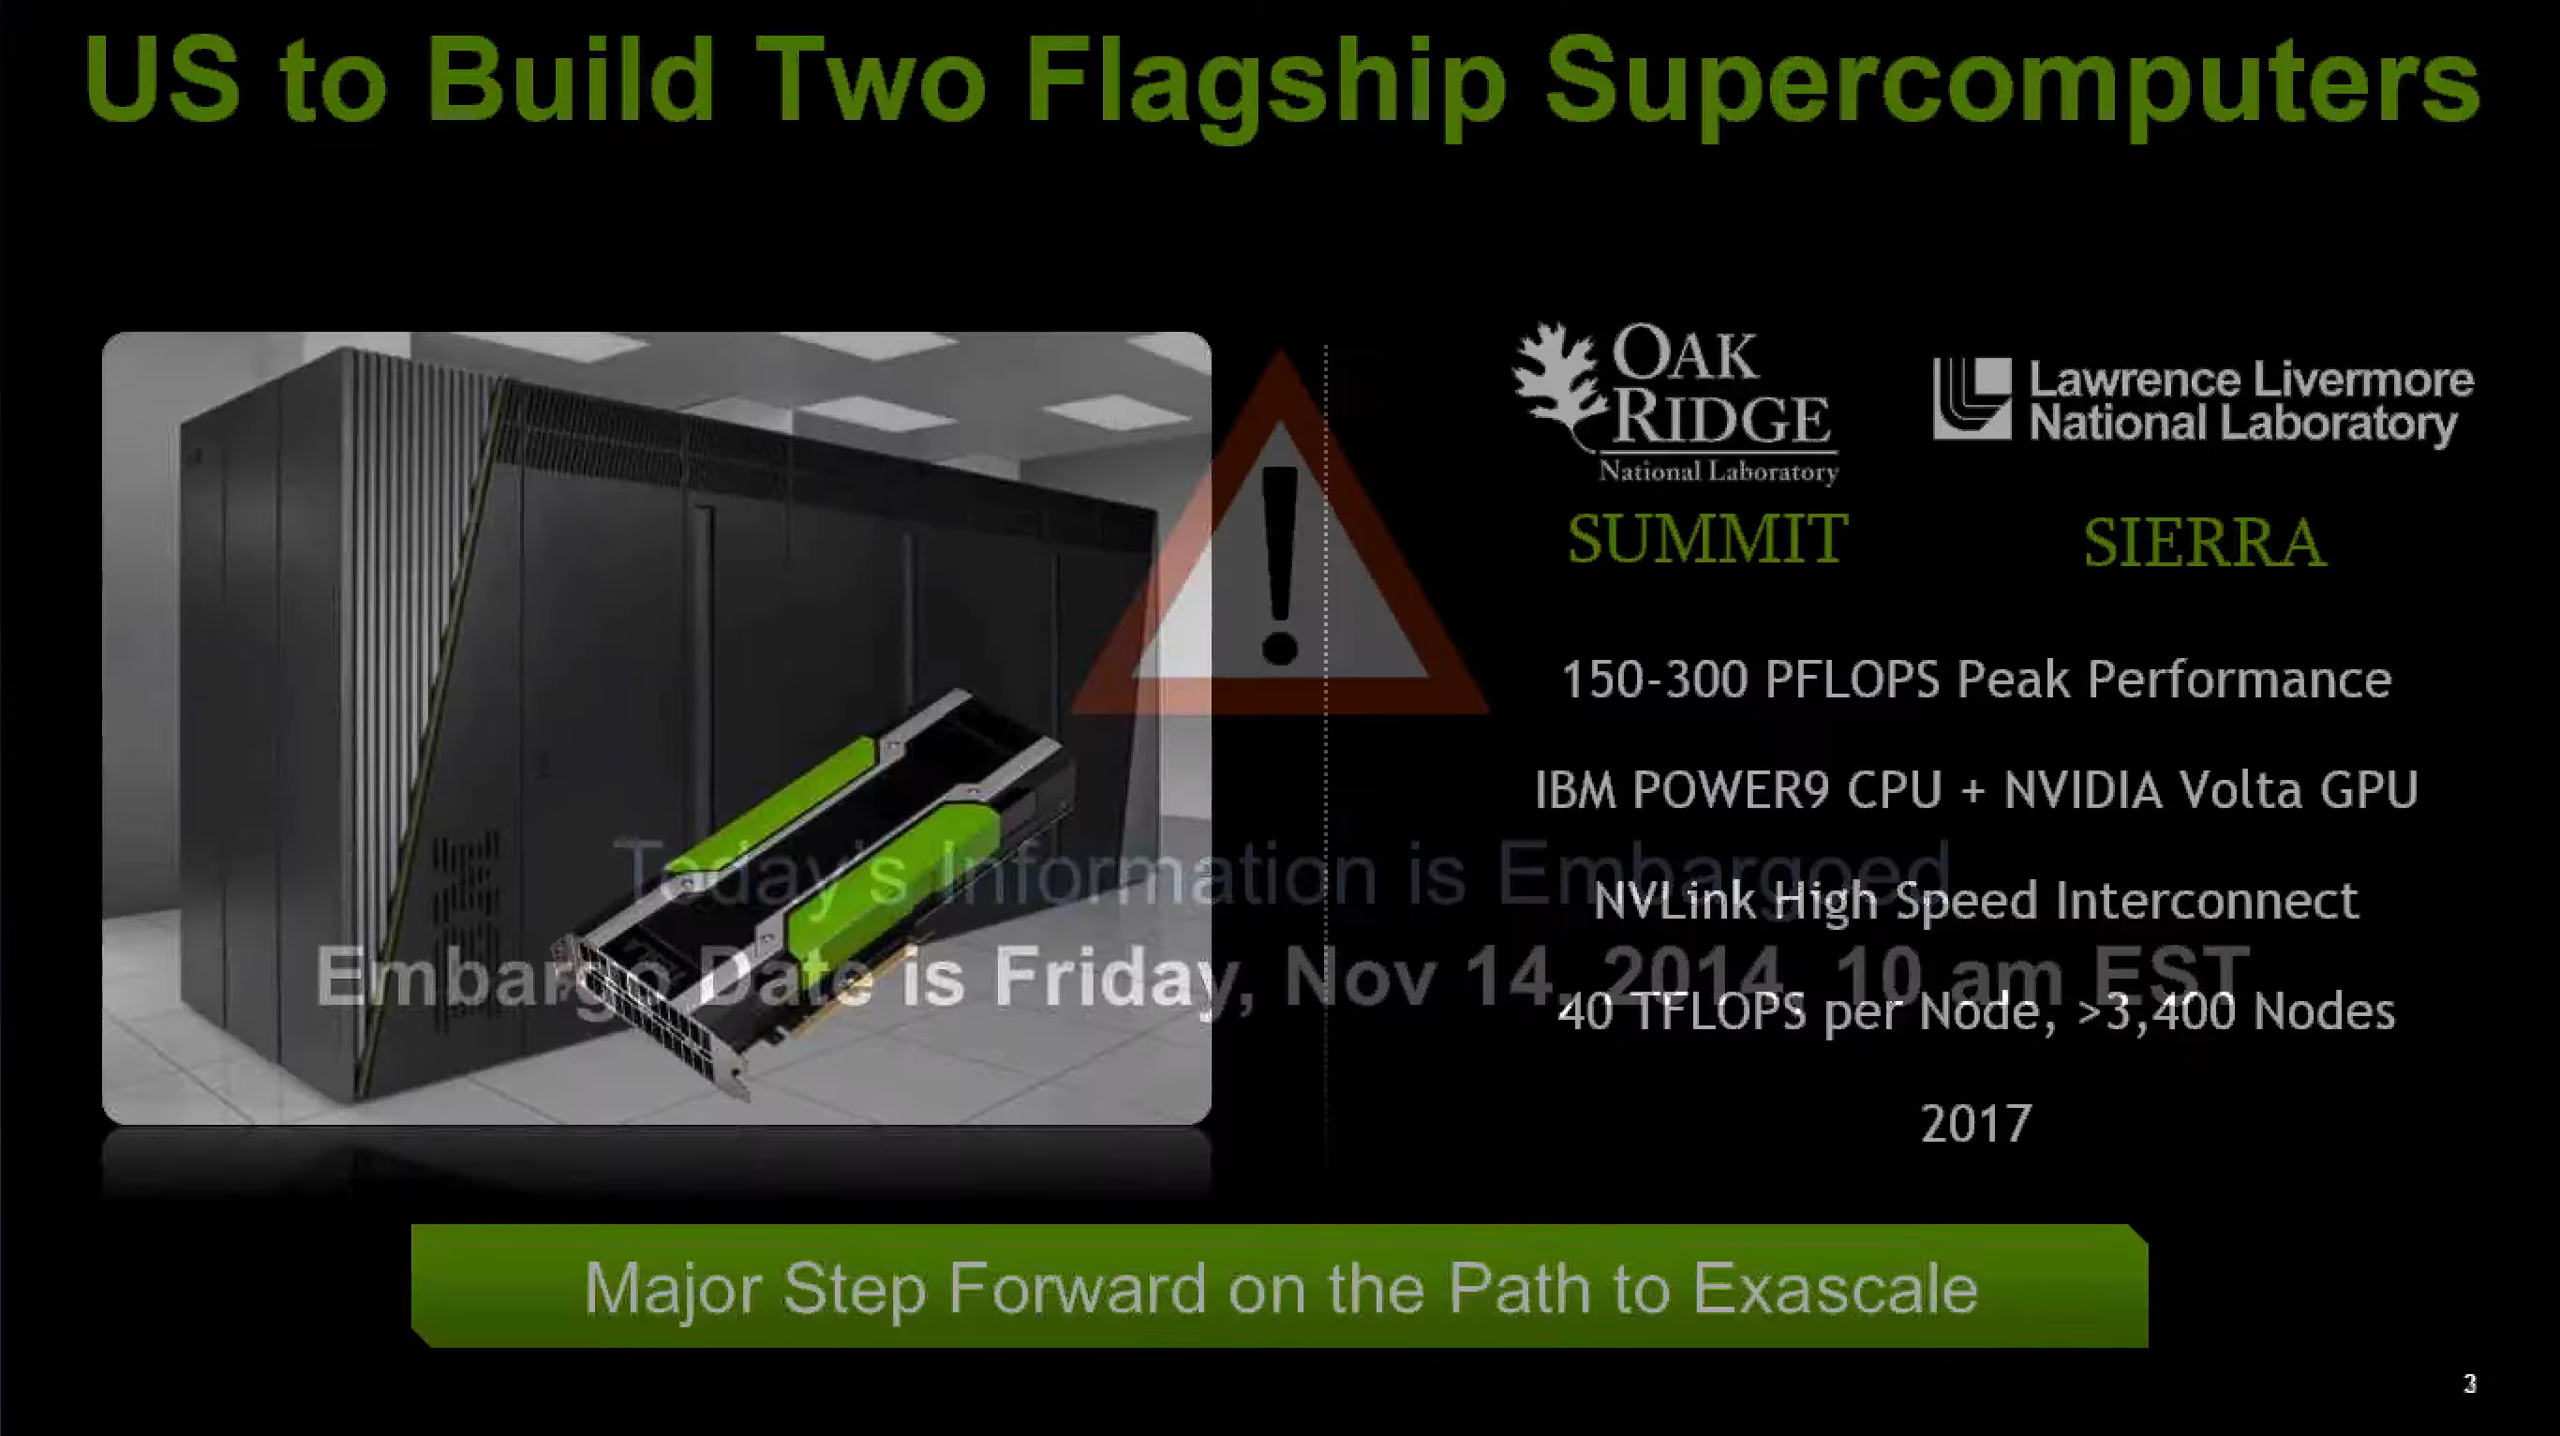 US to Build Two Flagship Supercomputers
OAK
RIDGE
National Laboratory
Lawrence Livermore
National Laboratory
SUMMIT
SIERRA
150-300 PFLOPS Peak Performance
IBM POWER9 CPU + NVIDIA Volta GPU
Today's Information is Embargoed
NVLink High Speed Interconnect
Embargo Date is Friday, Nov 14, 2014, 10 am EST
40 TFLOPS per Node, >3,400 Nodes
2017
IBM
Major Step Forward on the Path to Exascale
3